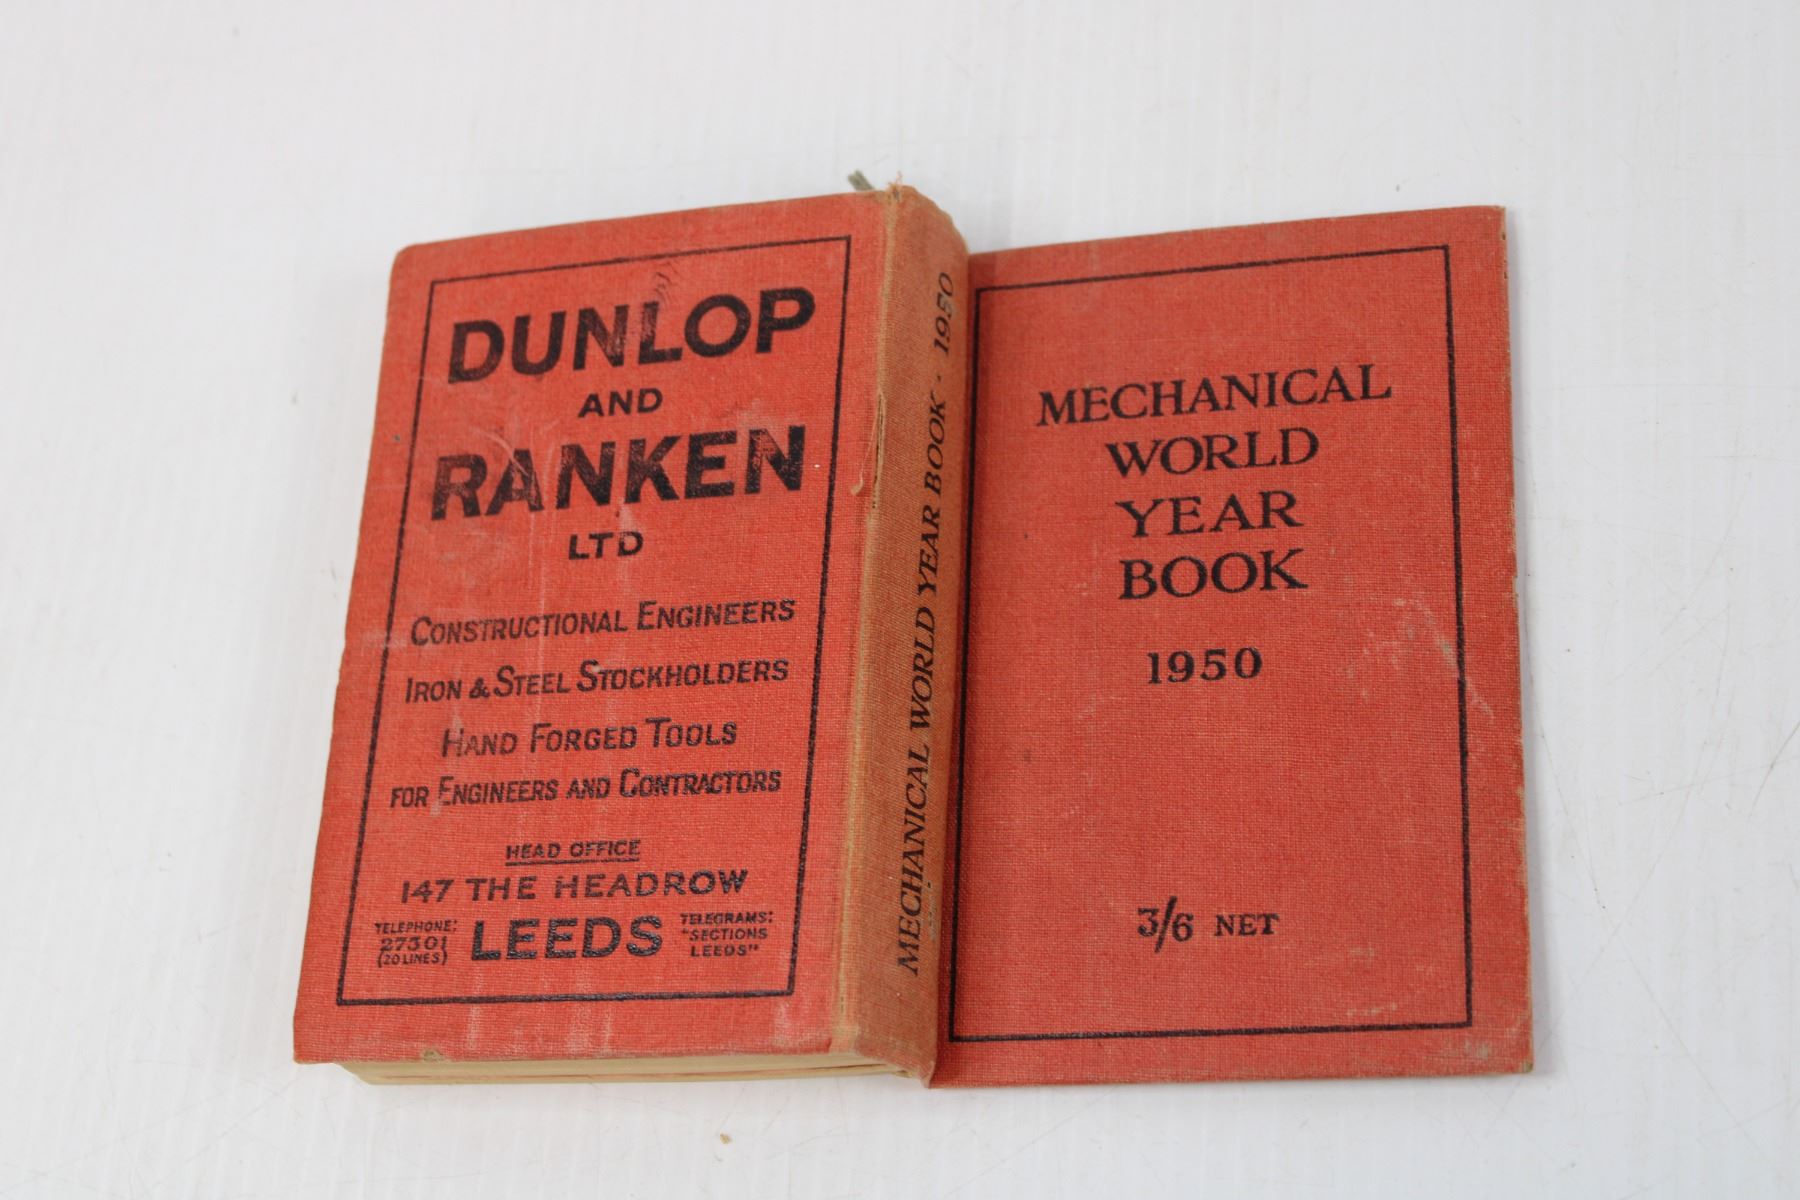 DUNLOP
AND
RANKEN
LTD
CONSTRUCTIONAL ENGINEERS
IRON & STEEL STOCKHOLDERS
HAND FORGED TOOLS
FOR ENGINEERS AND CONTRACTORS
HEAD OFFICE
147 THE HEADROW
TELEPHONE:
27301
(20 LINES)
LEEDS
TELEGRAMS:
"SECTIONS
LEEDS"
MECHANICAL WORLD YEAR BOOK · 1950
MECHANICAL
WORLD
YEAR
BOOK
1950
3/6 NET